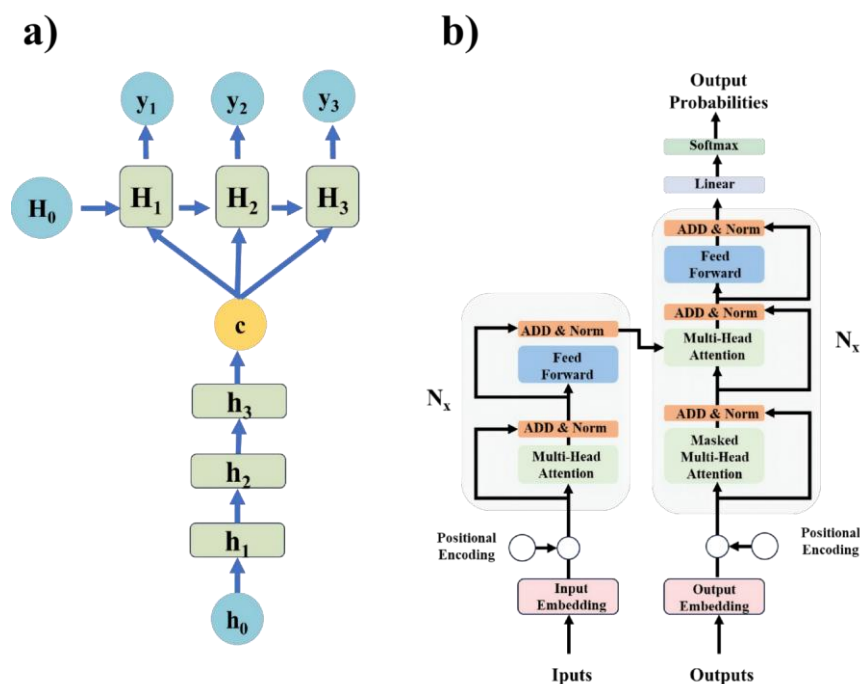 a)
y1
y2
y3
H0
H1
H2
H3
c
h3
h2
h1
h0
b)
Output
Probabilities
Softmax
Linear
ADD & Norm
Feed
Forward
ADD & Norm
Multi-Head
Attention
Nx
ADD & Norm
Masked
Multi-Head
Attention
ADD & Norm
Feed
Forward
Nx
ADD & Norm
Multi-Head
Attention
Positional
Encoding
Positional
Encoding
Input
Embedding
Output
Embedding
Iputs
Outputs